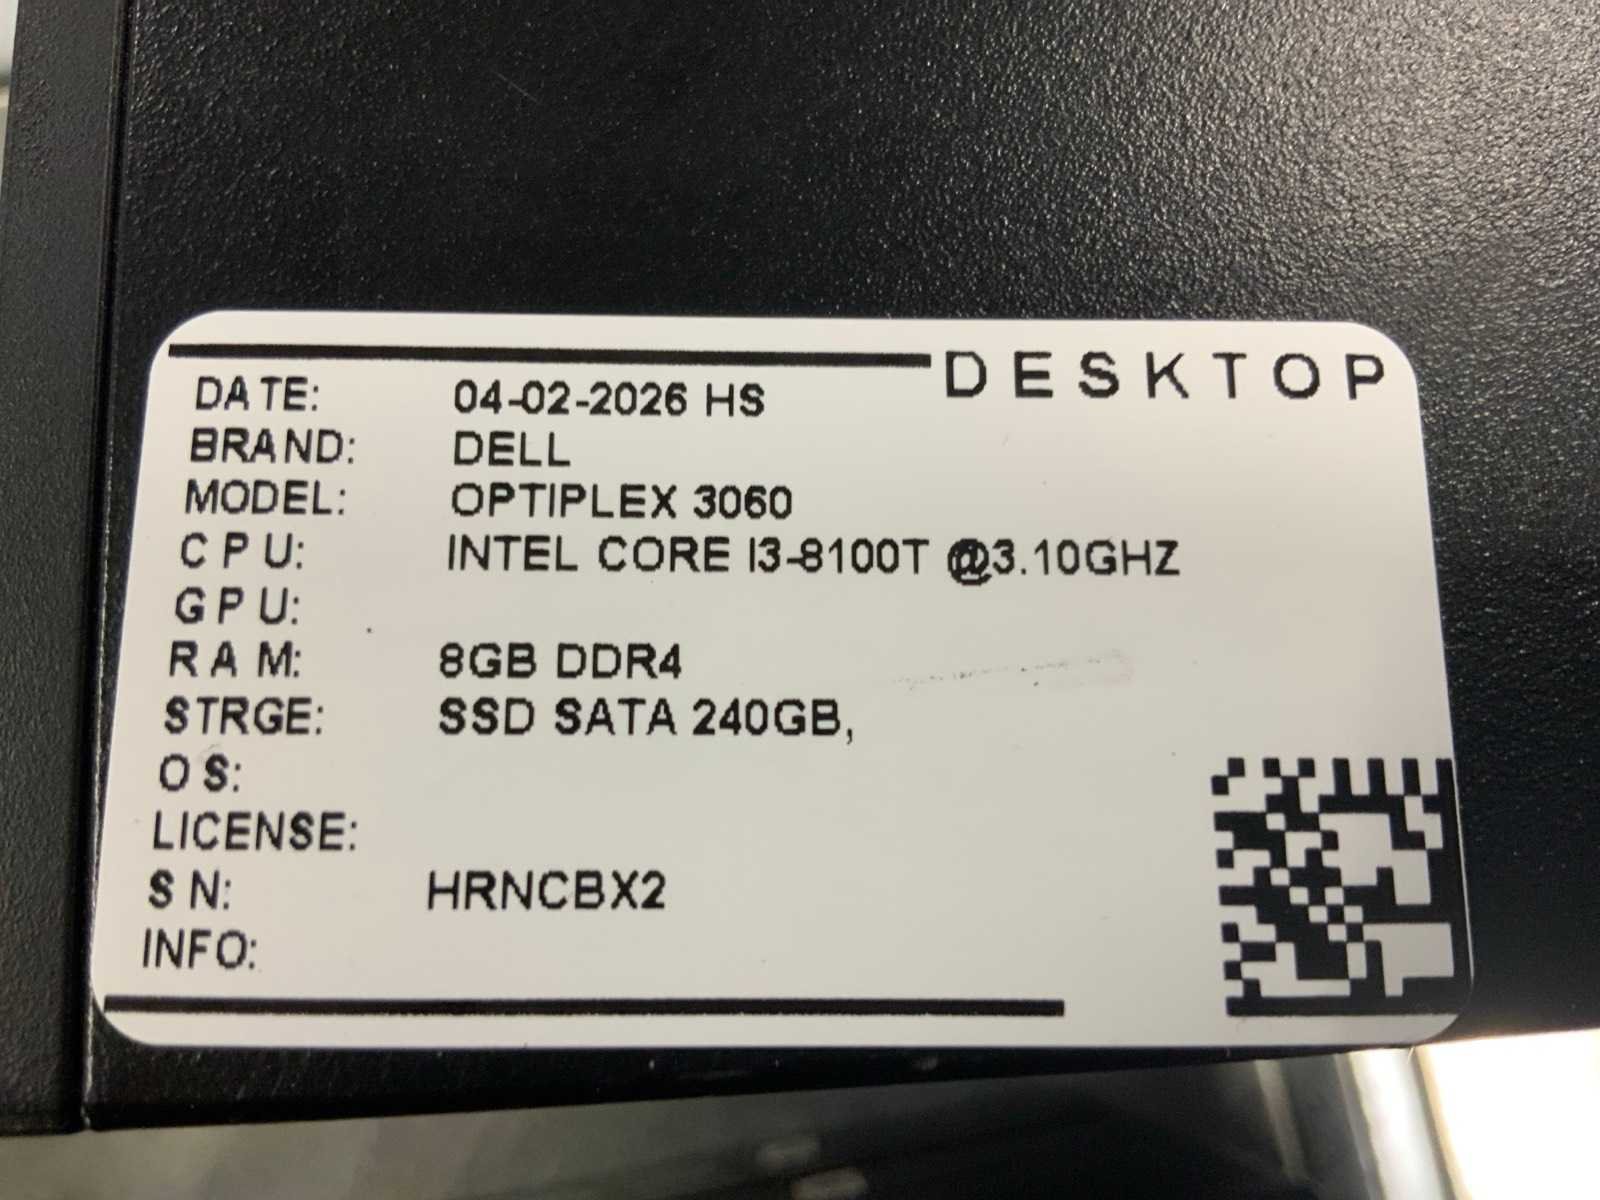 DESKTOP
DATE: 04-02-2026 HS
BRAND: DELL
MODEL: OPTIPLEX 3060
CPU: INTEL CORE I3-8100T @3.10GHZ
GPU:
RAM: 8GB DDR4
STRGE: SSD SATA 240GB,
OS:
LICENSE:
SN: HRNCBX2
INFO: